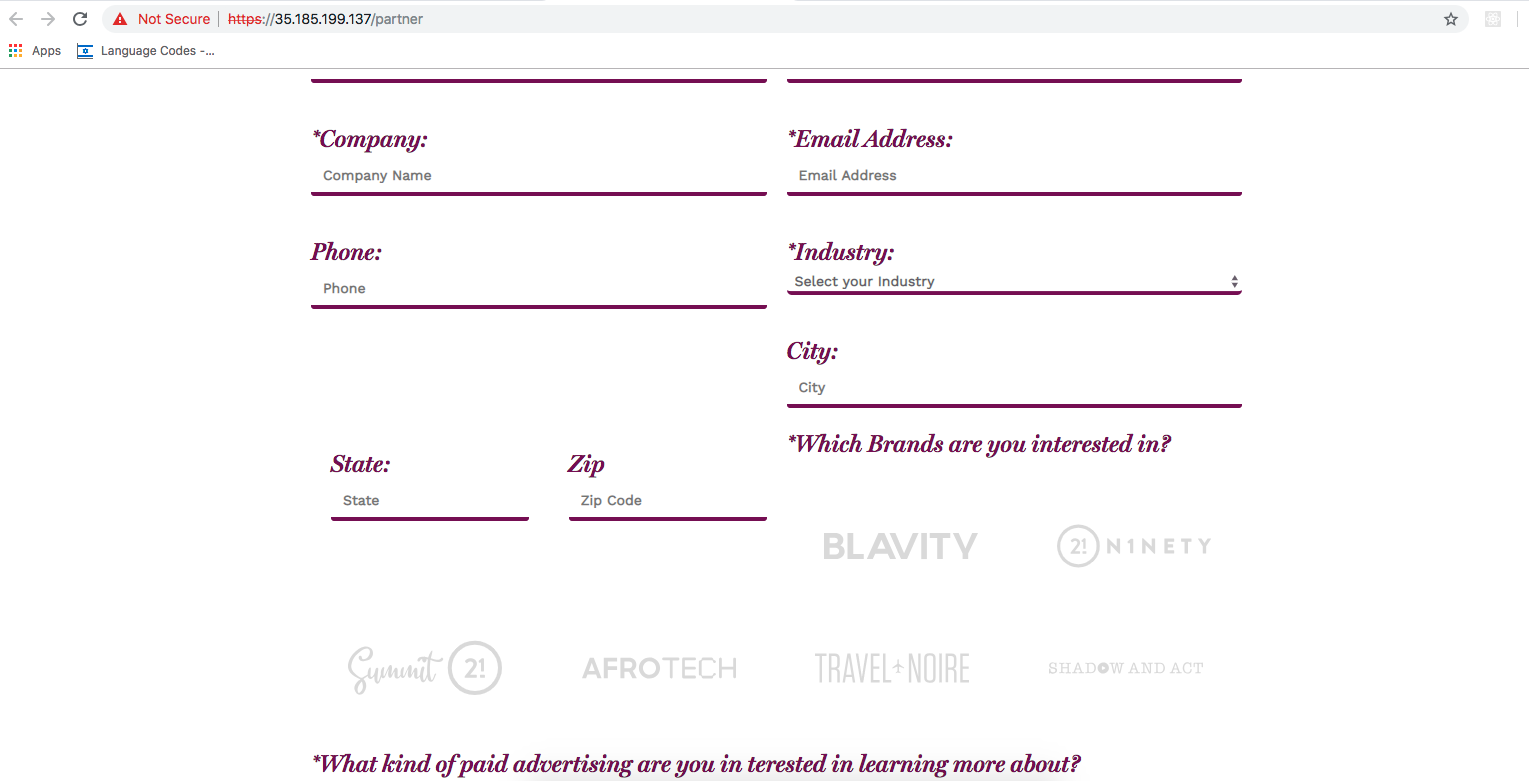 Not Secure | https://35.185.199.137/partner
Apps Language Codes -...
*Company: *Email Address:
Company Name Email Address
Phone: *Industry:
Phone Select your Industry
City:
City
*Which Brands are you interested in?
State: Zip
State Zip Code
BLAVITY 21 N1NETY
Summit 21 AFROTECH TRAVEL NOIRE SHADOW AND ACT
*What kind of paid advertising are you in terested in learning more about?